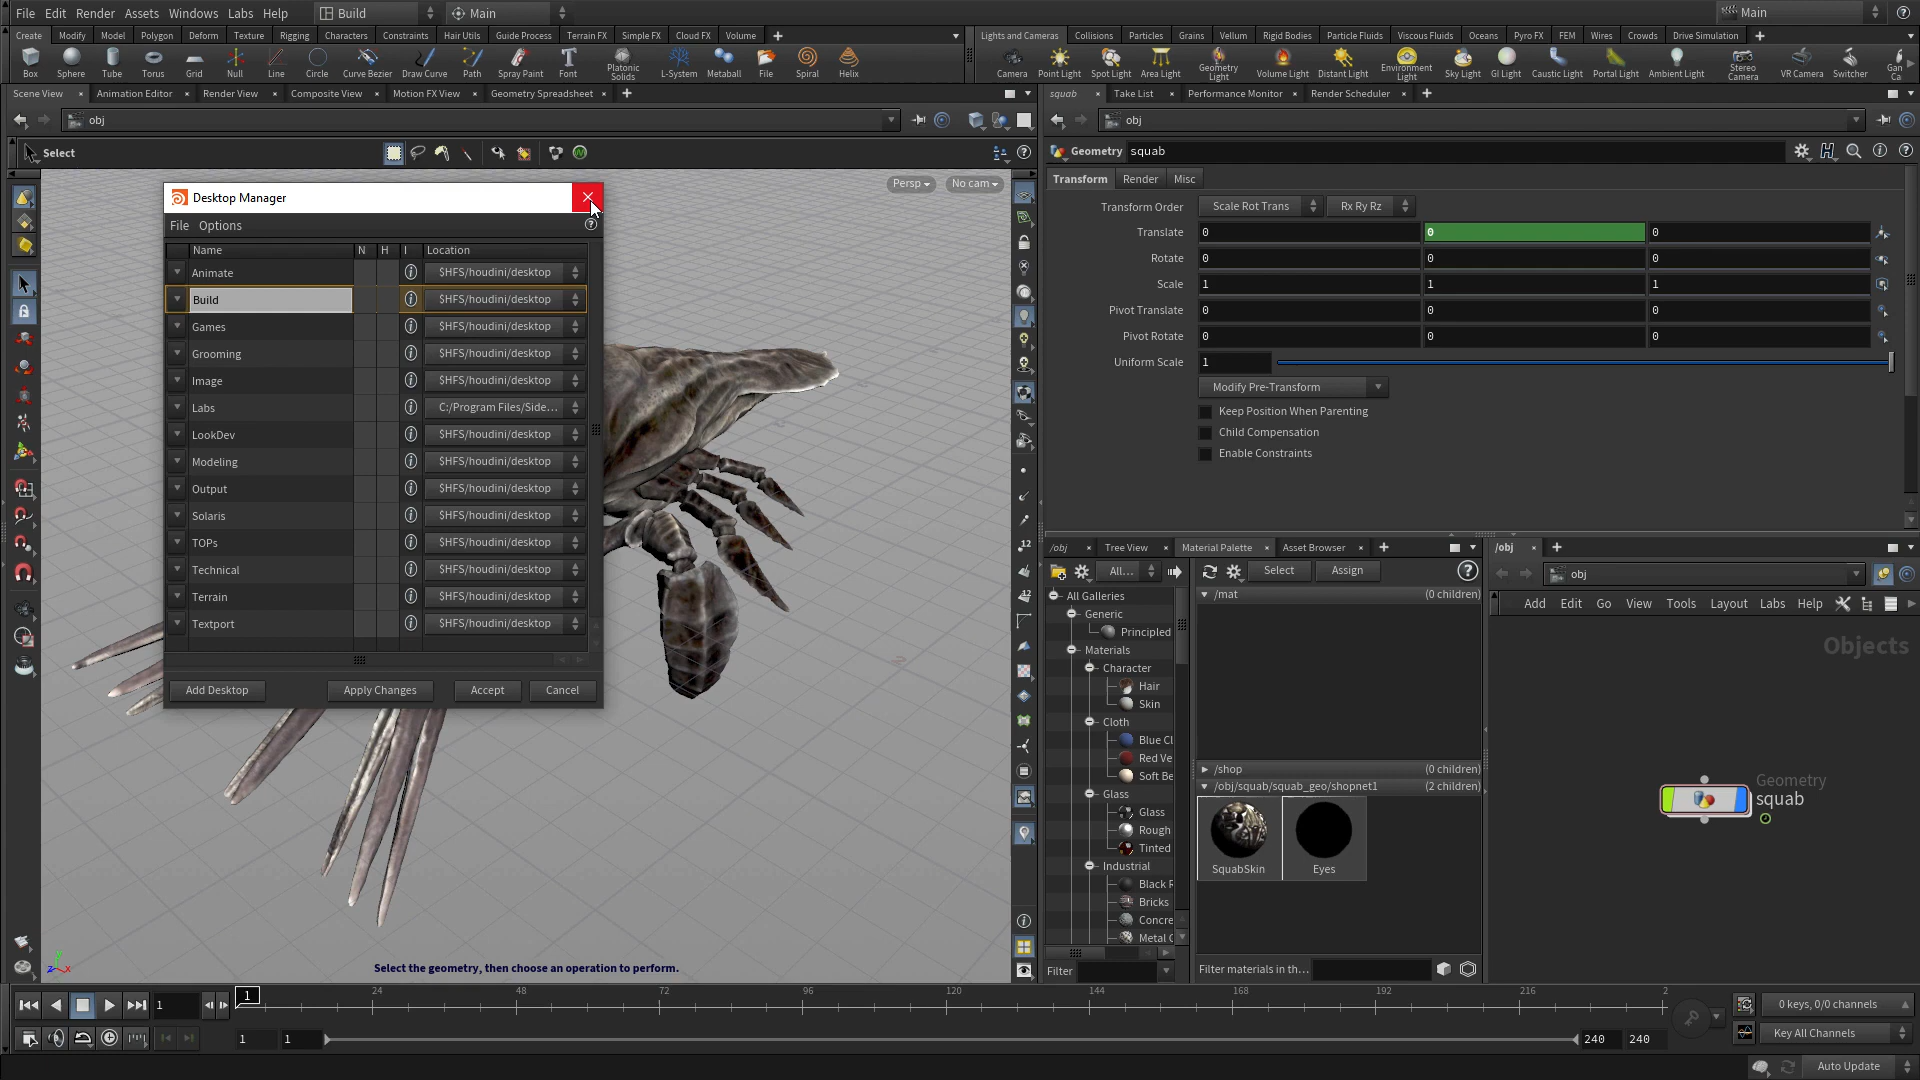 File Edit Render Assets Windows Labs Help Build Main Main
Create Modify Model Polygon Deform Texture Rigging Characters Constraints Hair Utils Guide Process Terrain FX Simple FX Cloud FX Volume
Lights and Cameras Collisions Particles Grains Vellum Rigid Bodies Particle Fluids Viscous Fluids Oceans Pyro FX FEM Wires Crowds Drive Simulation
Box Sphere Tube Torus Grid Null Line Circle Curve Bezier Draw Curve Path Spray Paint Font Platonic Solids L-System Metaball File Spiral Helix
Camera Point Light Spot Light Area Light Geometry Light Volume Light Distant Light Environment Light Sky Light GI Light Caustic Light Portal Light Ambient Light Stereo Camera VR Camera Switcher Gan Ca
Scene View Animation Editor Render View Composite View Motion FX View Geometry Spreadsheet
squab Take List Performance Monitor Render Scheduler
obj
obj
Select
Geometry squab
Persp No cam
Desktop Manager
File Options
Name N H I Location
Animate $HFS/houdini/desktop
Build $HFS/houdini/desktop
Games $HFS/houdini/desktop
Grooming $HFS/houdini/desktop
Image $HFS/houdini/desktop
Labs C:/Program Files/Side...
LookDev $HFS/houdini/desktop
Modeling $HFS/houdini/desktop
Output $HFS/houdini/desktop
Solaris $HFS/houdini/desktop
TOPs $HFS/houdini/desktop
Technical $HFS/houdini/desktop
Terrain $HFS/houdini/desktop
Textport $HFS/houdini/desktop
Add Desktop Apply Changes Accept Cancel
Select the geometry, then choose an operation to perform.
Transform Render Misc
Transform Order Scale Rot Trans Rx Ry Rz
Translate 0 0 0
Rotate 0 0 0
Scale 1 1 1
Pivot Translate 0 0 0
Pivot Rotate 0 0 0
Uniform Scale 1
Modify Pre-Transform
Keep Position When Parenting
Child Compensation
Enable Constraints
/obj Tree View Material Palette Asset Browser
All... Select Assign
All Galleries
Generic
Principled
Materials
Character
Hair
Skin
Cloth
Blue Cl
Red Ve
Soft Be
Glass
Glass
Rough
Tinted
Industrial
Black R
Bricks
Concre
Metal C
Filter
/mat (0 children)
/shop (0 children)
/obj/squab/squab_geo/shopnet1 (2 children)
SquabSkin Eyes
Filter materials in th...
/obj
obj
Add Edit Go View Tools Layout Labs Help
Objects
Geometry
squab
12
12
1 1 24 48 72 96 120 144 168 192 216 2
0 keys, 0/0 channels
1 1 240 240
Key All Channels
Auto Update